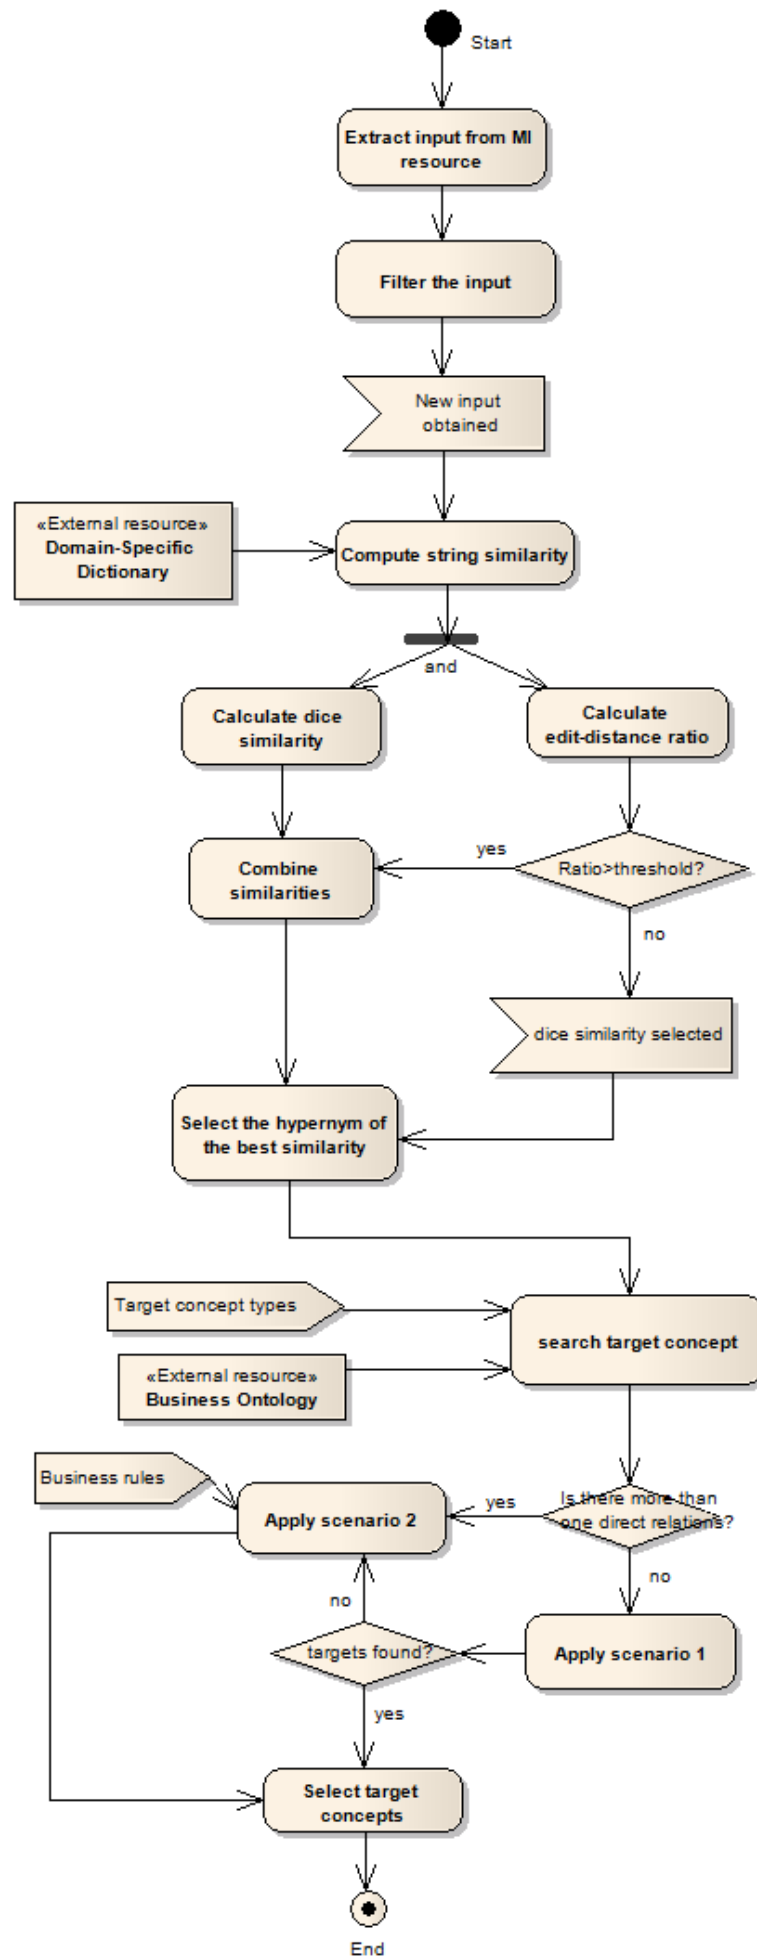 Start
Extract input from MI
resource
Filter the input
New input
obtained
«External resource»
Domain-Specific
Dictionary
Compute string similarity
and
Calculate dice
similarity
Calculate
edit-distance ratio
Combine
similarities
yes
Ratio>threshold?
no
dice similarity selected
Select the hypernym of
the best similarity
Target concept types
search target concept
«External resource»
Business Ontology
Business rules
Apply scenario 2
yes
Is there more than
one direct relations?
no
no
targets found?
Apply scenario 1
yes
Select target
concepts
End